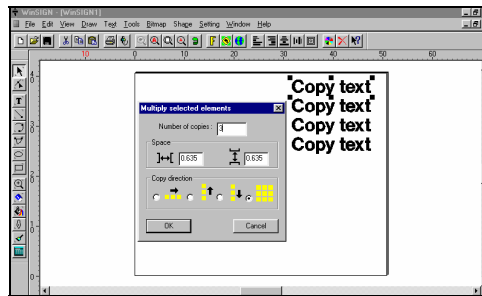 WinSIGN - [WinSIGN1]
File Edit View Draw Text Tools Bitmap Shape Setting Window Help
10 0 10 20 30 40 50 60
4
3
2
1
0
Copy text
Copy text
Copy text
Copy text
Multiply selected elements
Number of copies : 3
Space
0.635 0.635
Copy direction
OK Cancel